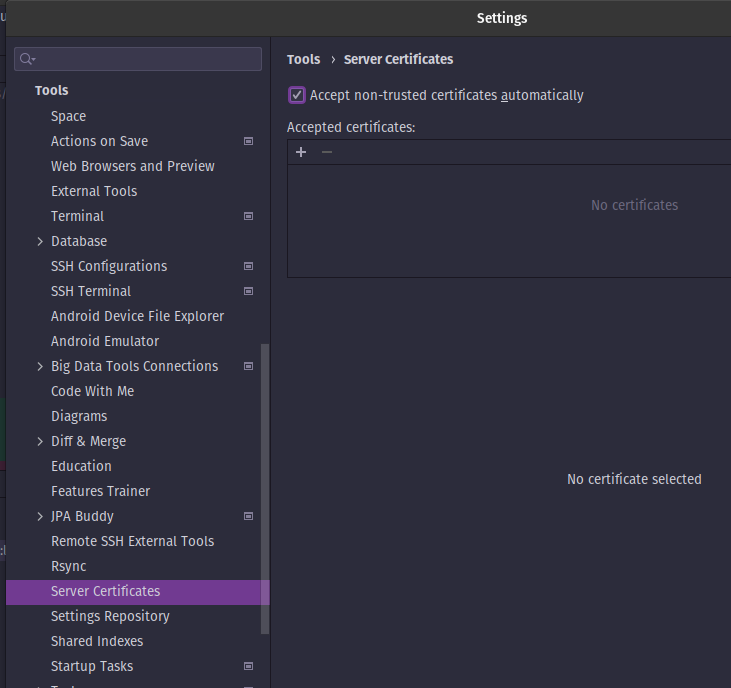 Settings
Tools
Space
Actions on Save
Web Browsers and Preview
External Tools
Terminal
Database
SSH Configurations
SSH Terminal
Android Device File Explorer
Android Emulator
Big Data Tools Connections
Code With Me
Diagrams
Diff & Merge
Education
Features Trainer
JPA Buddy
Remote SSH External Tools
Rsync
Server Certificates
Settings Repository
Shared Indexes
Startup Tasks
Tools › Server Certificates
Accept non-trusted certificates automatically
Accepted certificates:
No certificates
No certificate selected